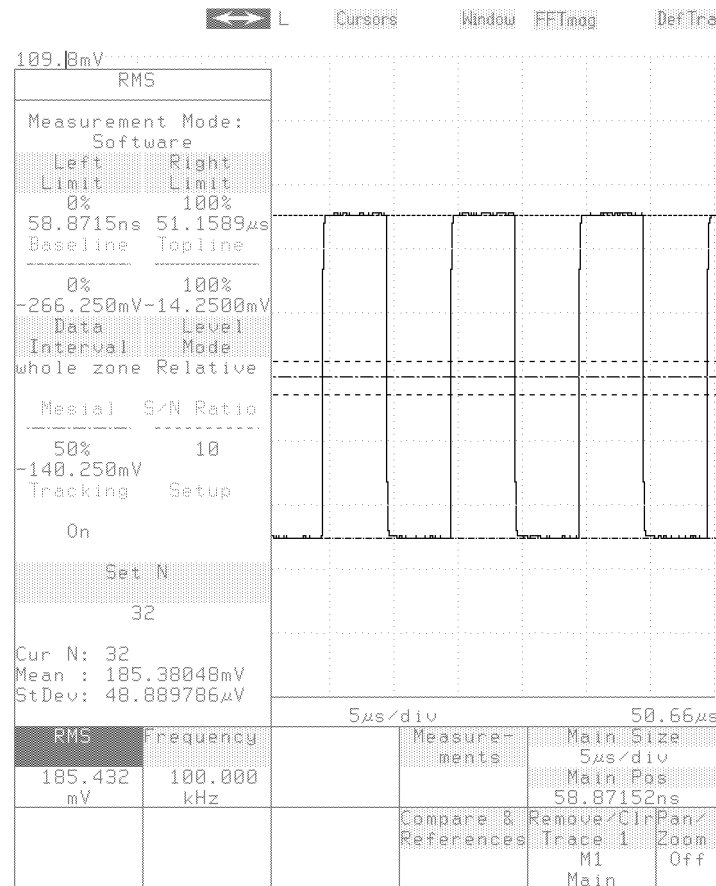 L Cursors Window FFTmag DefTra
109.8mV
RMS
Measurement Mode:
Software
Left Right
Limit Limit
0% 100%
58.8715ns 51.1589µs
Baseline Topline
0% 100%
-266.250mV-14.2500mV
Data Level
Interval Mode
whole zone Relative
Mesial S/N Ratio
50% 10
-140.250mV
Tracking Setup
On
Set N
32
Cur N: 32
Mean : 185.38048mV
StDev: 48.889786µV
5µs/div 50.66µs
RMS Frequency Measure- Main Size
ments 5µs/div
185.432 100.000 Main Pos
mV kHz 58.87152ns
Compare & Remove/Clr Pan/
References Trace 1 Zoom
M1 Off
Main